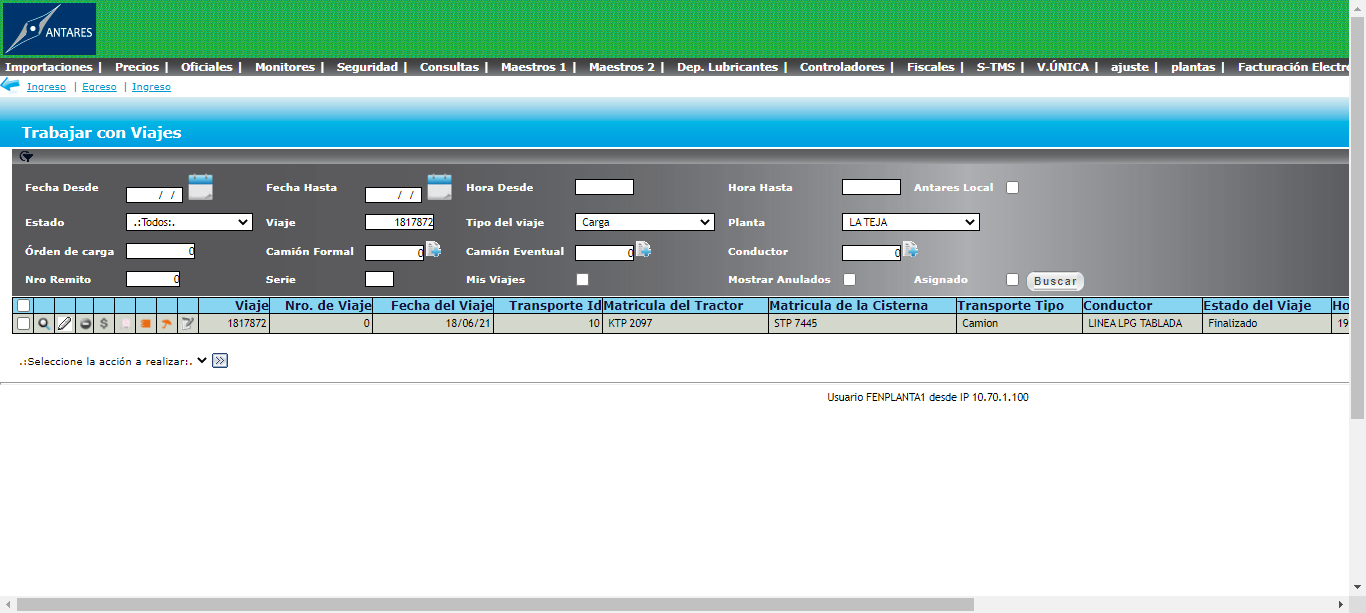 ANTARES
Importaciones | Precios | Oficiales | Monitores | Seguridad | Consultas | Maestros 1 | Maestros 2 | Dep. Lubricantes | Controladores | Fiscales | S-TMS | V.ÚNICA | ajuste | plantas | Facturación Electr
Ingreso | Egreso | Ingreso
Trabajar con Viajes
Fecha Desde / / Fecha Hasta / / Hora Desde Hora Hasta Antares Local
Estado .:Todos:. Viaje 1817872 Tipo del viaje Carga Planta LA TEJA
Órden de carga 0 Camión Formal 0 Camión Eventual 0 Conductor 0
Nro Remito 0 Serie Mis Viajes Mostrar Anulados Asignado Buscar
Viaje Nro. de Viaje Fecha del Viaje Transporte Id Matricula del Tractor Matricula de la Cisterna Transporte Tipo Conductor Estado del Viaje Ho
$ 1817872 0 18/06/21 10 KTP 2097 STP 7445 Camion LINEA LPG TABLADA Finalizado 19
.:Seleccione la acción a realizar:. >>
Usuario FENPLANTA1 desde IP 10.70.1.100